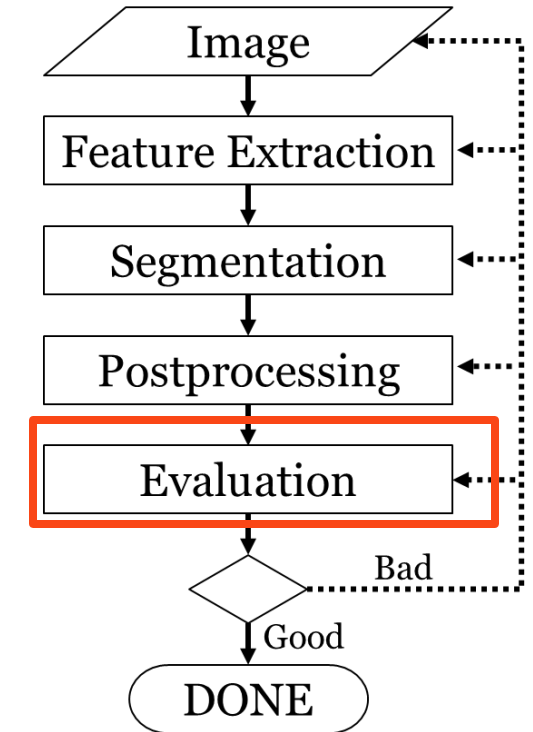 Image
Feature Extraction
Segmentation
Postprocessing
Evaluation
Bad
Good
DONE